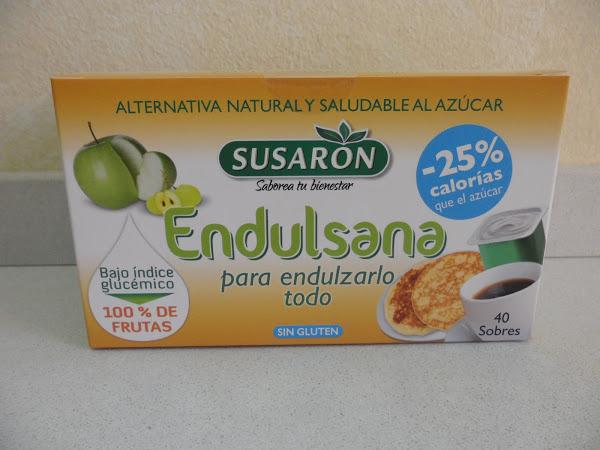 ALTERNATIVA NATURAL Y SALUDABLE AL AZÚCAR
SUSARÓN
Saborea tu bienestar
-25%
calorías
que el azúcar
Endulsana
para endulzarlo
todo
Bajo índice
glucémico
100 % DE
FRUTAS
SIN GLUTEN
40
Sobres